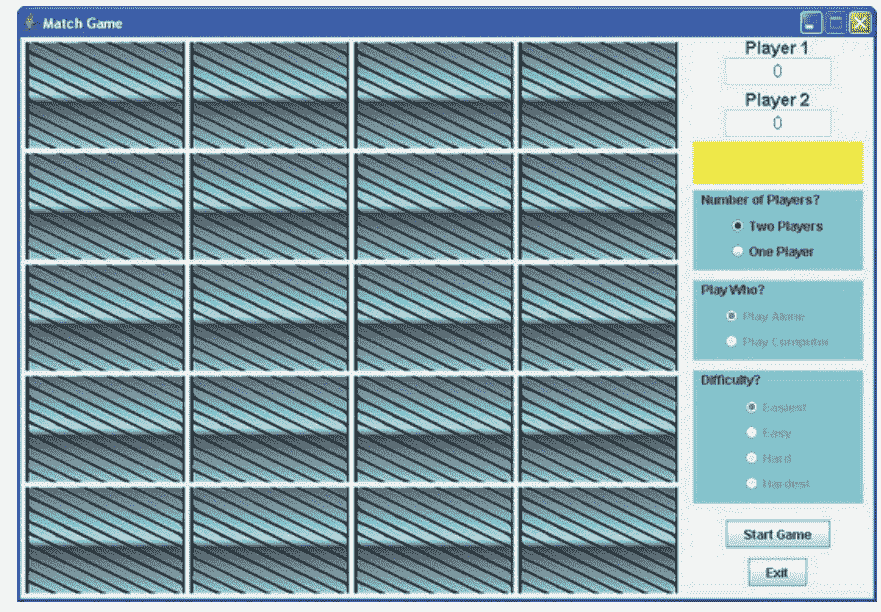 Match Game
Player 1
0
Player 2
0
Number of Players?
Two Players
One Player
Play Who?
Play Alone
Play Computer
Difficulty?
Easiest
Easy
Hard
Hardest
Start Game
Exit